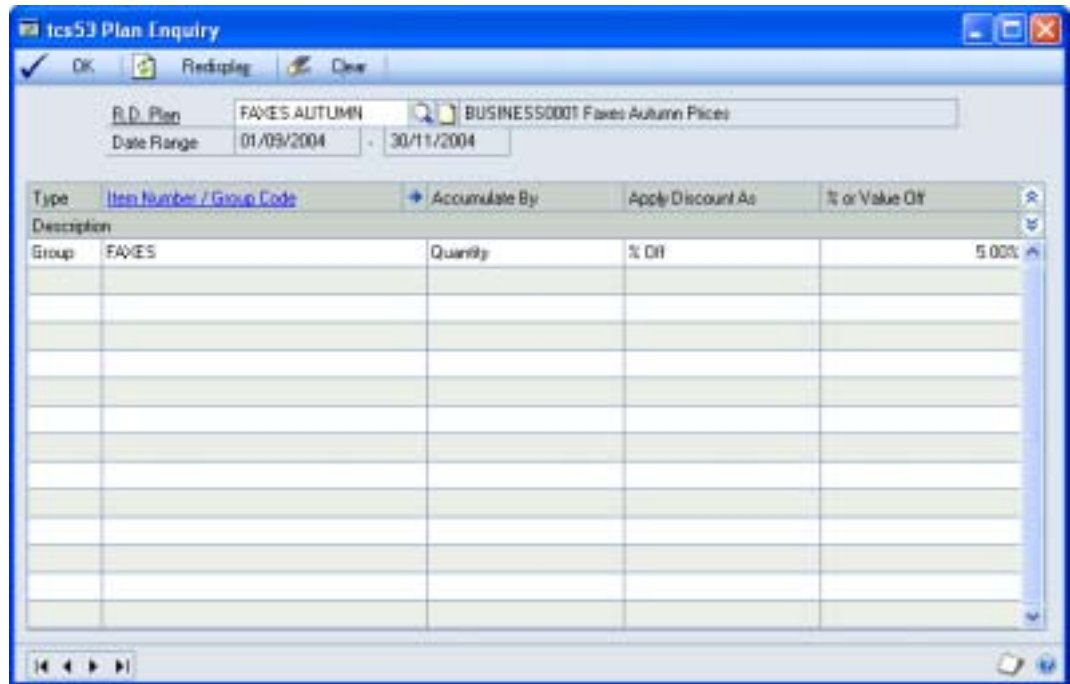 tcs53 Plan Enquiry
OK Redisplay Clear
R.D. Plan FAXES AUTUMN BUSINESS0001 Faxes Autumn Prices
Date Range 01/09/2004 - 30/11/2004
Type Item Number / Group Code Accumulate By Apply Discount As % or Value Off
Description
Group FAXES Quantity % Off 5.00%